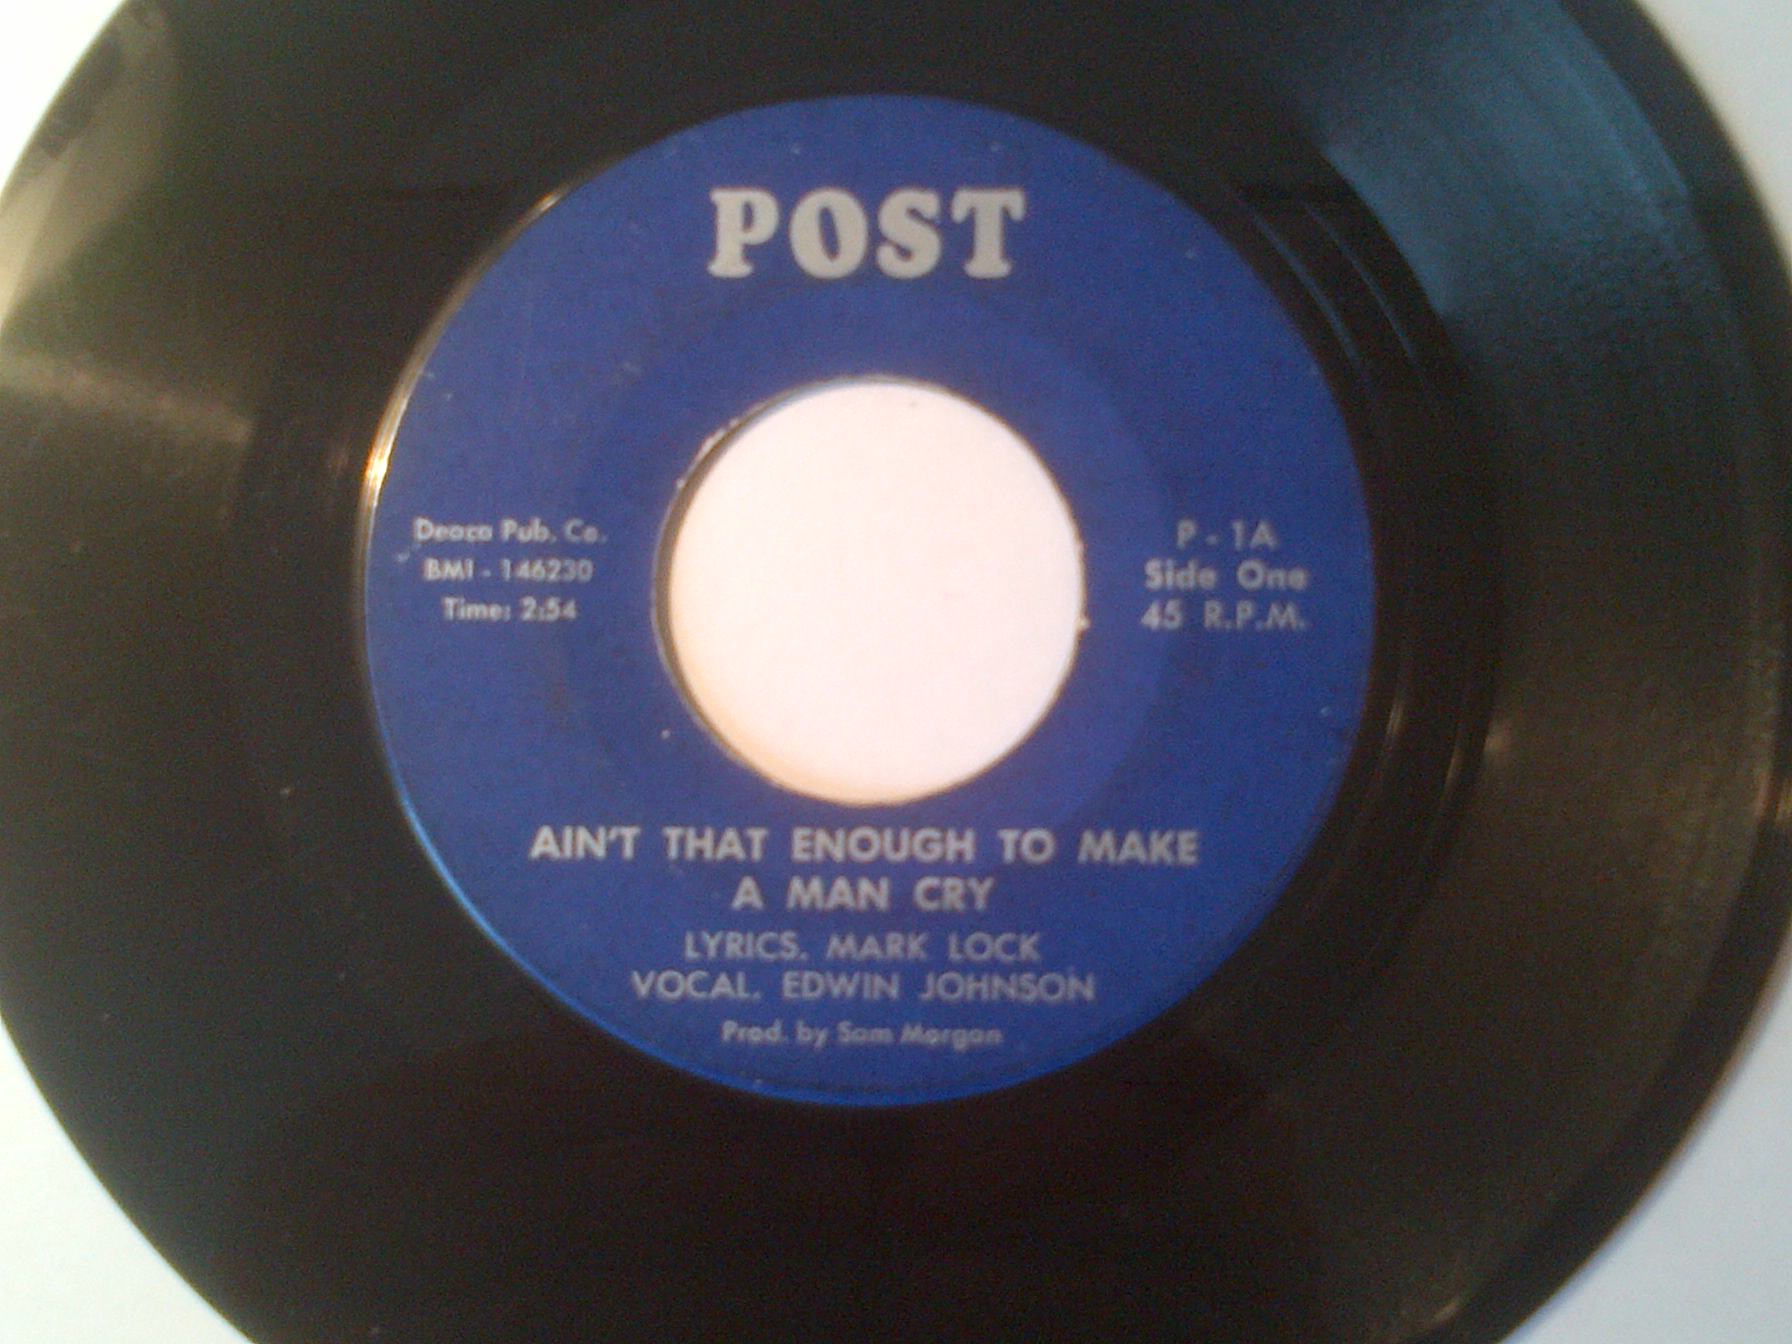 POST
Deaco Pub. Co.
BMI - 146230
Time: 2:54
P - 1A
Side One
45 R.P.M.
AIN'T THAT ENOUGH TO MAKE
A MAN CRY
LYRICS. MARK LOCK
VOCAL. EDWIN JOHNSON
Prod. by Sam Morgan